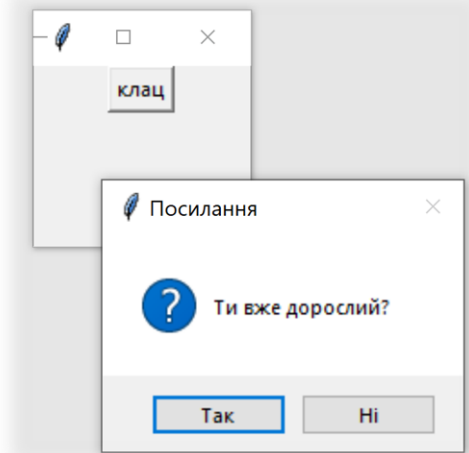 клац
Посилання
Ти вже дорослий?
Так
Ні